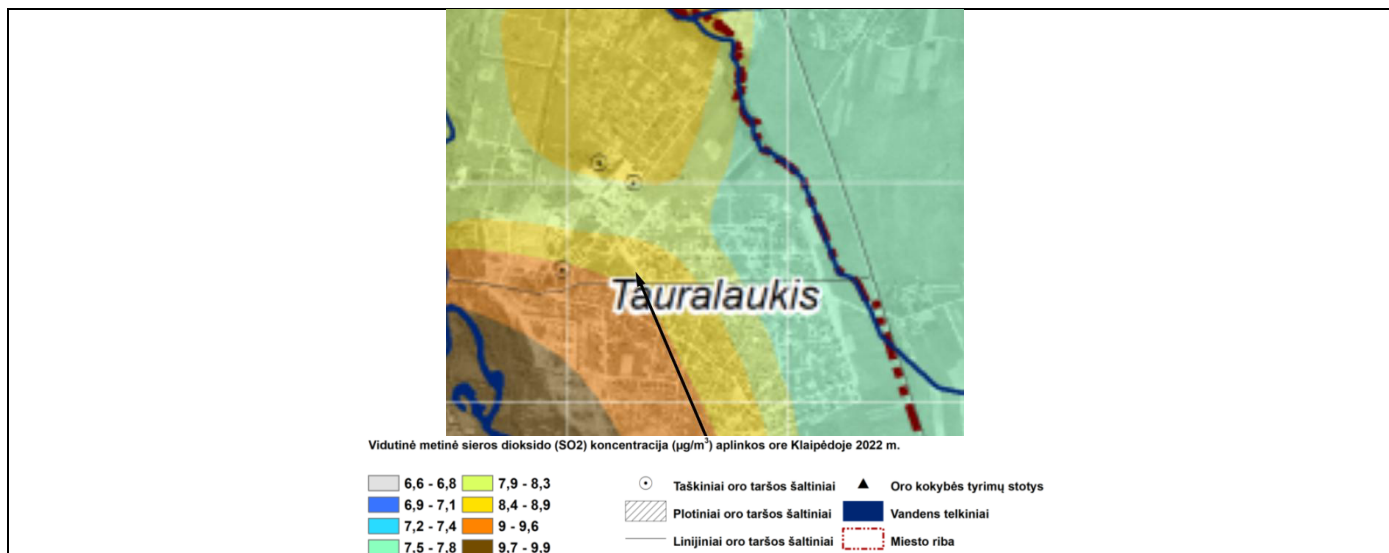 Tauralaukis
Vidutinė metinė sieros dioksido (SO2) koncentracija (µg/m³) aplinkos ore Klaipėdoje 2022 m.
6,6 - 6,8
6,9 - 7,1
7,2 - 7,4
7,5 - 7,8
7,9 - 8,3
8,4 - 8,9
9 - 9,6
9,7 - 9,9
Taškiniai oro taršos šaltiniai
Plotiniai oro taršos šaltiniai
Linijiniai oro taršos šaltiniai
Oro kokybės tyrimų stotys
Vandens telkiniai
Miesto riba